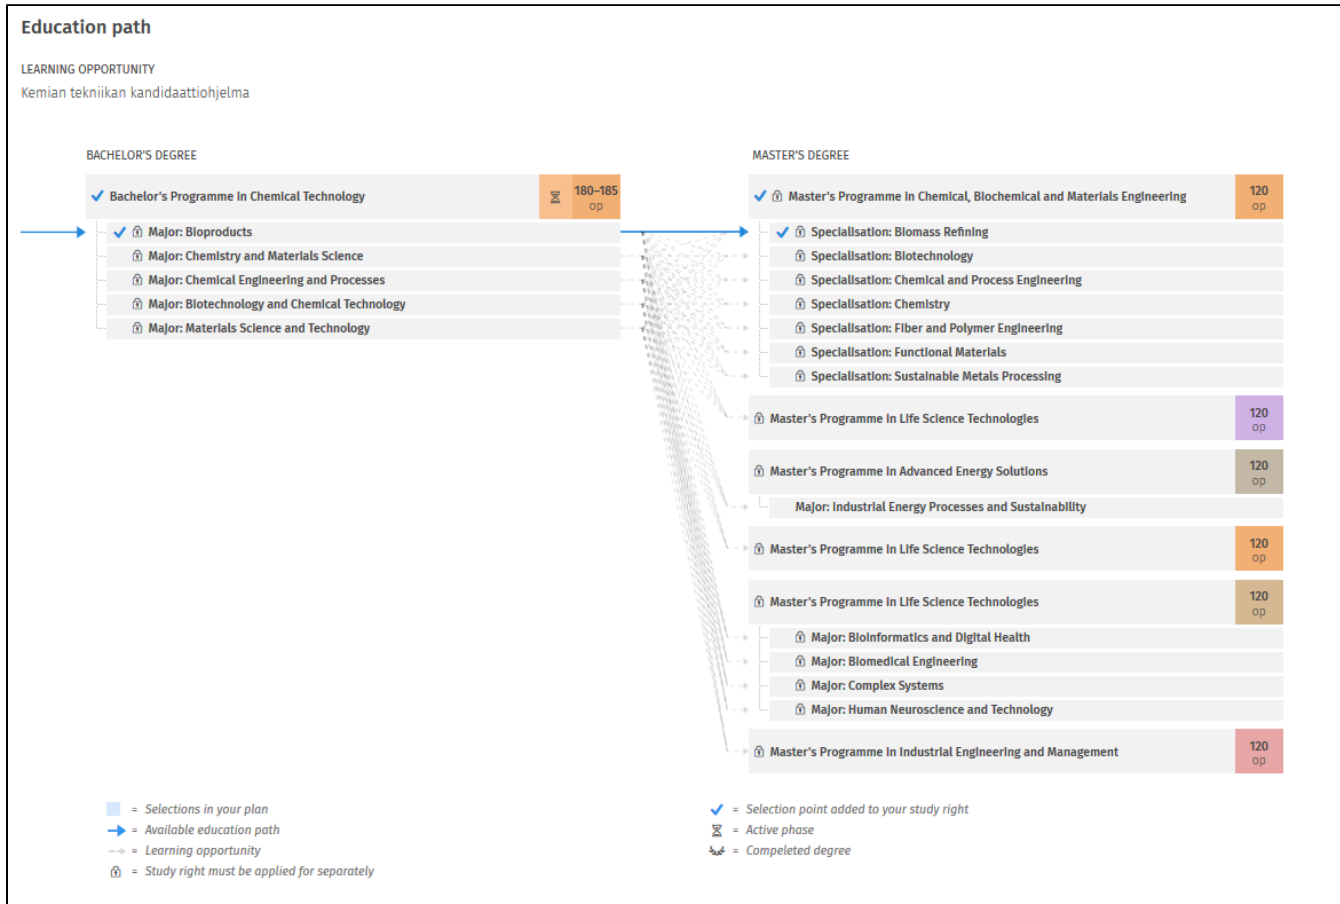 Education path
LEARNING OPPORTUNITY
Kemian tekniikan kandidaattiohjelma
BACHELOR'S DEGREE
Bachelor's Programme in Chemical Technology
180–185
op
Major: Bioproducts
Major: Chemistry and Materials Science
Major: Chemical Engineering and Processes
Major: Biotechnology and Chemical Technology
Major: Materials Science and Technology
MASTER'S DEGREE
Master's Programme in Chemical, Biochemical and Materials Engineering
120
op
Specialisation: Biomass Refining
Specialisation: Biotechnology
Specialisation: Chemical and Process Engineering
Specialisation: Chemistry
Specialisation: Fiber and Polymer Engineering
Specialisation: Functional Materials
Specialisation: Sustainable Metals Processing
Master's Programme in Life Science Technologies
120
op
Master's Programme in Advanced Energy Solutions
120
op
Major: Industrial Energy Processes and Sustainability
Master's Programme in Life Science Technologies
120
op
Master's Programme in Life Science Technologies
120
op
Major: Bioinformatics and Digital Health
Major: Biomedical Engineering
Major: Complex Systems
Major: Human Neuroscience and Technology
Master's Programme in Industrial Engineering and Management
120
op
= Selections in your plan
= Available education path
= Learning opportunity
= Study right must be applied for separately
= Selection point added to your study right
= Active phase
= Compeleted degree